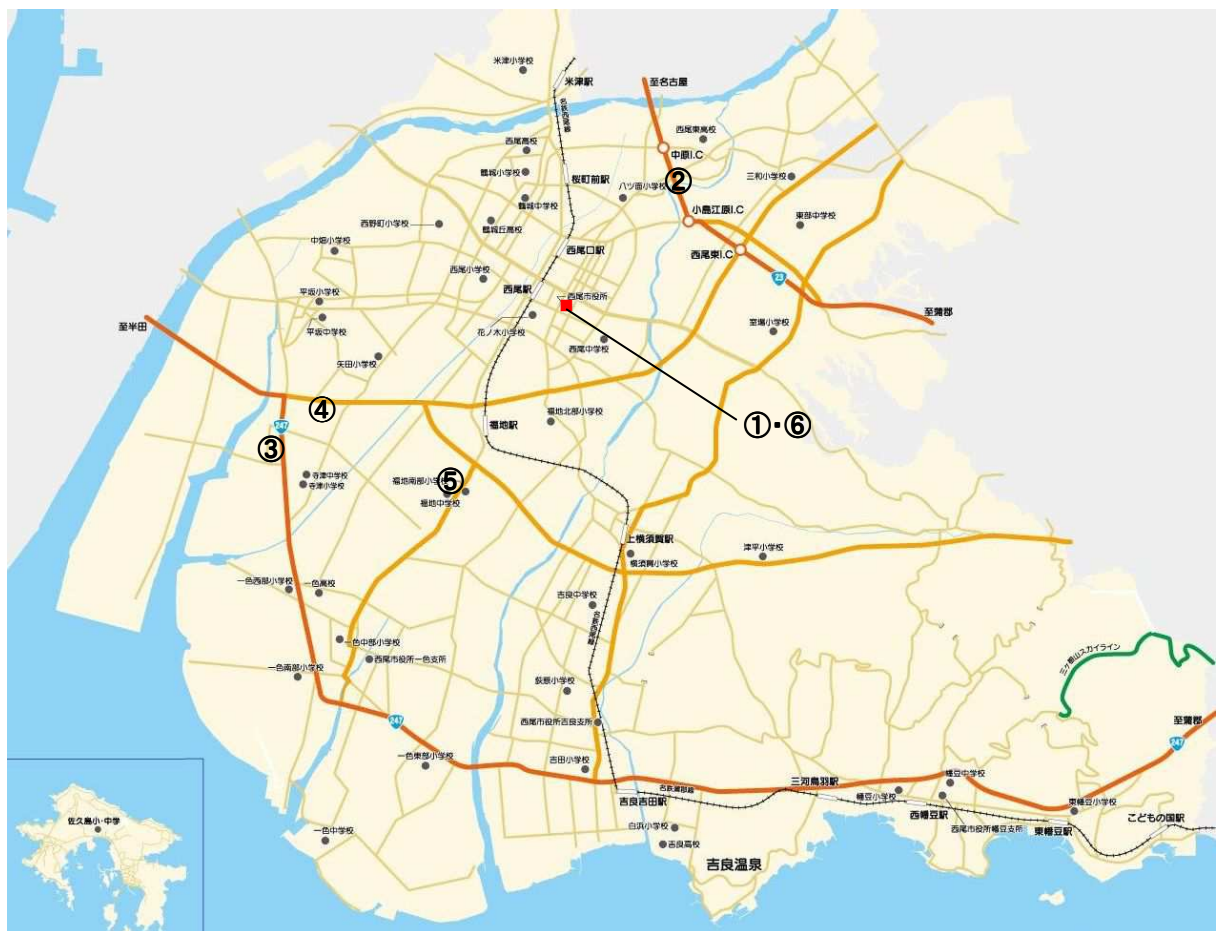 米津小学校
米津駅
至名古屋
名鉄西尾線
西尾高校
西尾東高校
中原I.C
鶴城小学校
桜町前駅
八ツ面小学校
②
三和小学校
鶴城中学校
西野町小学校
鶴城丘高校
小島江原I.C
東部中学校
中畑小学校
西尾口駅
西尾東I.C
西尾小学校
23
平坂小学校
西尾駅
西尾市役所
至蒲郡
至半田
平坂中学校
花ノ木小学校
西尾中学校
室場小学校
矢田小学校
④
福地北部小学校
①・⑥
247
福地駅
③
寺津中学校
寺津小学校
福地南部小学校
⑤
福地中学校
上横須賀駅
横須賀小学校
津平小学校
一色西部小学校
一色高校
吉良中学校
名鉄西尾線
一色中部小学校
西尾市役所一色支所
三ヶ根山スカイライン
一色南部小学校
荻原小学校
247
西尾市役所吉良支所
至蒲郡
247
一色東部小学校
吉田小学校
三河鳥羽駅
幡豆中学校
名鉄蒲郡線
吉良吉田駅
幡豆小学校
西幡豆駅
西尾市役所幡豆支所
東幡豆小学校
東幡豆駅
こどもの国駅
佐久島小・中学
一色中学校
白浜小学校
吉良高校
吉良温泉